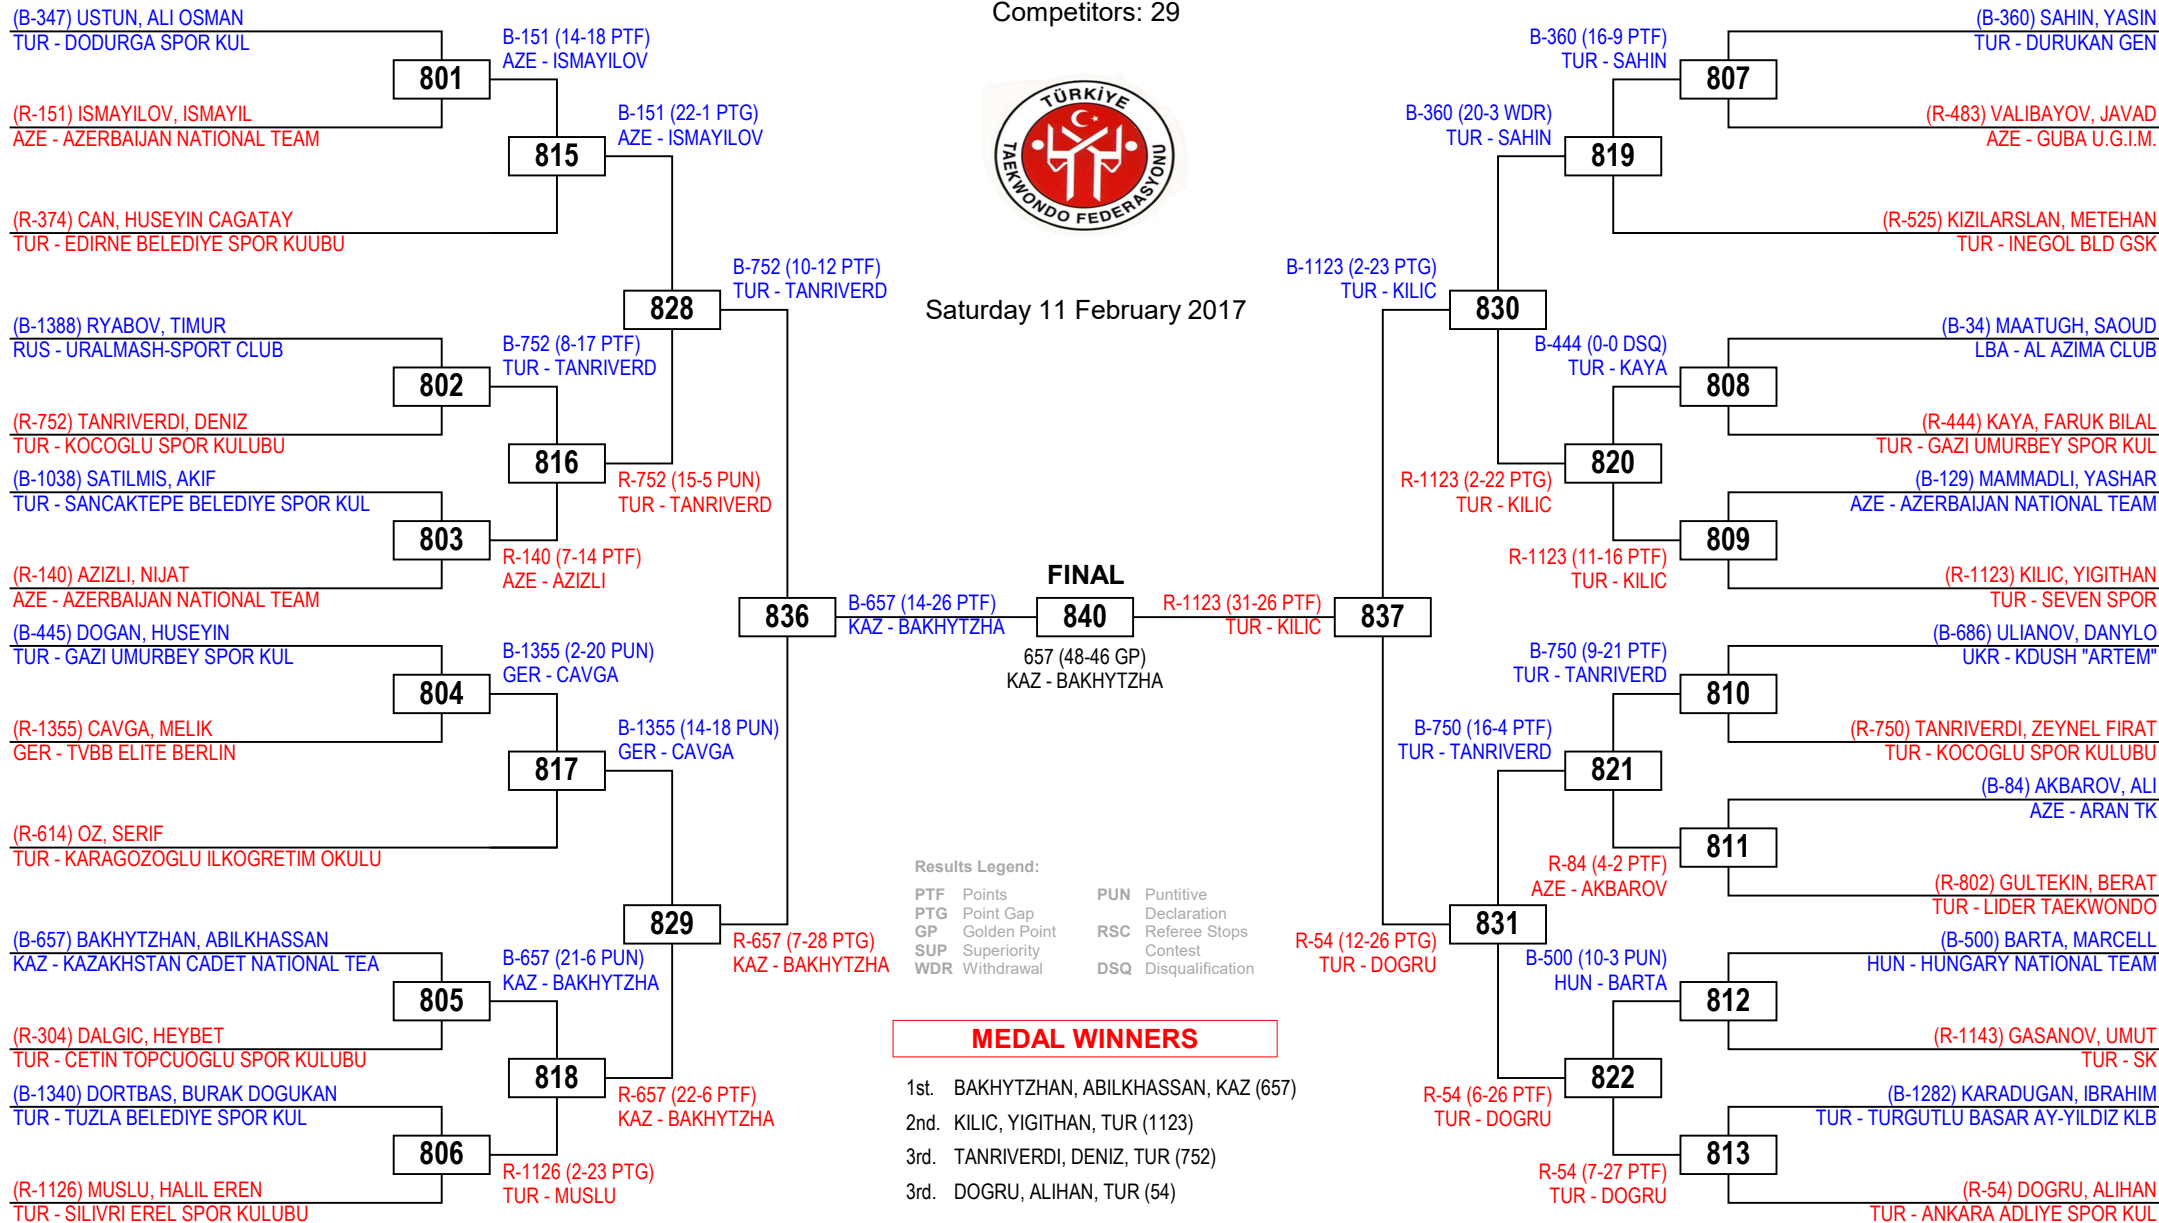 Competitors: 29
TÜRKİYE
TAEKWONDO FEDERASYONU
Saturday 11 February 2017
(B-347) USTUN, ALI OSMAN
TUR - DODURGA SPOR KUL
801
(R-151) ISMAYILOV, ISMAYIL
AZE - AZERBAIJAN NATIONAL TEAM
B-151 (14-18 PTF)
AZE - ISMAYILOV
815
(R-374) CAN, HUSEYIN CAGATAY
TUR - EDIRNE BELEDIYE SPOR KUUBU
B-151 (22-1 PTG)
AZE - ISMAYILOV
828
(B-1388) RYABOV, TIMUR
RUS - URALMASH-SPORT CLUB
802
(R-752) TANRIVERDI, DENIZ
TUR - KOCOGLU SPOR KULUBU
B-752 (8-17 PTF)
TUR - TANRIVERD
816
(B-1038) SATILMIS, AKIF
TUR - SANCAKTEPE BELEDIYE SPOR KUL
803
(R-140) AZIZLI, NIJAT
AZE - AZERBAIJAN NATIONAL TEAM
R-140 (7-14 PTF)
AZE - AZIZLI
R-752 (15-5 PUN)
TUR - TANRIVERD
B-752 (10-12 PTF)
TUR - TANRIVERD
836
(B-445) DOGAN, HUSEYIN
TUR - GAZI UMURBEY SPOR KUL
804
(R-1355) CAVGA, MELIK
GER - TVBB ELITE BERLIN
B-1355 (2-20 PUN)
GER - CAVGA
817
(R-614) OZ, SERIF
TUR - KARAGOZOGLU ILKOGRETIM OKULU
B-1355 (14-18 PUN)
GER - CAVGA
829
(B-657) BAKHYTZHAN, ABILKHASSAN
KAZ - KAZAKHSTAN CADET NATIONAL TEA
805
(R-304) DALGIC, HEYBET
TUR - CETIN TOPCUOGLU SPOR KULUBU
B-657 (21-6 PUN)
KAZ - BAKHYTZHA
818
(B-1340) DORTBAS, BURAK DOGUKAN
TUR - TUZLA BELEDIYE SPOR KUL
806
(R-1126) MUSLU, HALIL EREN
TUR - SILIVRI EREL SPOR KULUBU
R-1126 (2-23 PTG)
TUR - MUSLU
R-657 (22-6 PTF)
KAZ - BAKHYTZHA
R-657 (7-28 PTG)
KAZ - BAKHYTZHA
B-657 (14-26 PTF)
KAZ - BAKHYTZHA
FINAL
840
657 (48-46 GP)
KAZ - BAKHYTZHA
R-1123 (31-26 PTF)
TUR - KILIC
837
B-1123 (2-23 PTG)
TUR - KILIC
830
B-360 (20-3 WDR)
TUR - SAHIN
819
B-360 (16-9 PTF)
TUR - SAHIN
807
(B-360) SAHIN, YASIN
TUR - DURUKAN GEN
(R-483) VALIBAYOV, JAVAD
AZE - GUBA U.G.I.M.
(R-525) KIZILARSLAN, METEHAN
TUR - INEGOL BLD GSK
B-444 (0-0 DSQ)
TUR - KAYA
808
(B-34) MAATUGH, SAOUD
LBA - AL AZIMA CLUB
(R-444) KAYA, FARUK BILAL
TUR - GAZI UMURBEY SPOR KUL
820
R-1123 (2-22 PTG)
TUR - KILIC
(B-129) MAMMADLI, YASHAR
AZE - AZERBAIJAN NATIONAL TEAM
809
R-1123 (11-16 PTF)
TUR - KILIC
(R-1123) KILIC, YIGITHAN
TUR - SEVEN SPOR
(B-686) ULIANOV, DANYLO
UKR - KDUSH "ARTEM"
B-750 (9-21 PTF)
TUR - TANRIVERD
810
(R-750) TANRIVERDI, ZEYNEL FIRAT
TUR - KOCOGLU SPOR KULUBU
B-750 (16-4 PTF)
TUR - TANRIVERD
821
(B-84) AKBAROV, ALI
AZE - ARAN TK
811
R-84 (4-2 PTF)
AZE - AKBAROV
(R-802) GULTEKIN, BERAT
TUR - LIDER TAEKWONDO
831
R-54 (12-26 PTG)
TUR - DOGRU
(B-500) BARTA, MARCELL
HUN - HUNGARY NATIONAL TEAM
B-500 (10-3 PUN)
HUN - BARTA
812
(R-1143) GASANOV, UMUT
TUR - SK
822
R-54 (6-26 PTF)
TUR - DOGRU
(B-1282) KARADUGAN, IBRAHIM
TUR - TURGUTLU BASAR AY-YILDIZ KLB
813
R-54 (7-27 PTF)
TUR - DOGRU
(R-54) DOGRU, ALIHAN
TUR - ANKARA ADLIYE SPOR KUL
Results Legend:
PTF Points
PTG Point Gap
GP Golden Point
SUP Superiority
WDR Withdrawal
PUN Puntitive
Declaration
RSC Referee Stops
Contest
DSQ Disqualification
MEDAL WINNERS
1st. BAKHYTZHAN, ABILKHASSAN, KAZ (657)
2nd. KILIC, YIGITHAN, TUR (1123)
3rd. TANRIVERDI, DENIZ, TUR (752)
3rd. DOGRU, ALIHAN, TUR (54)